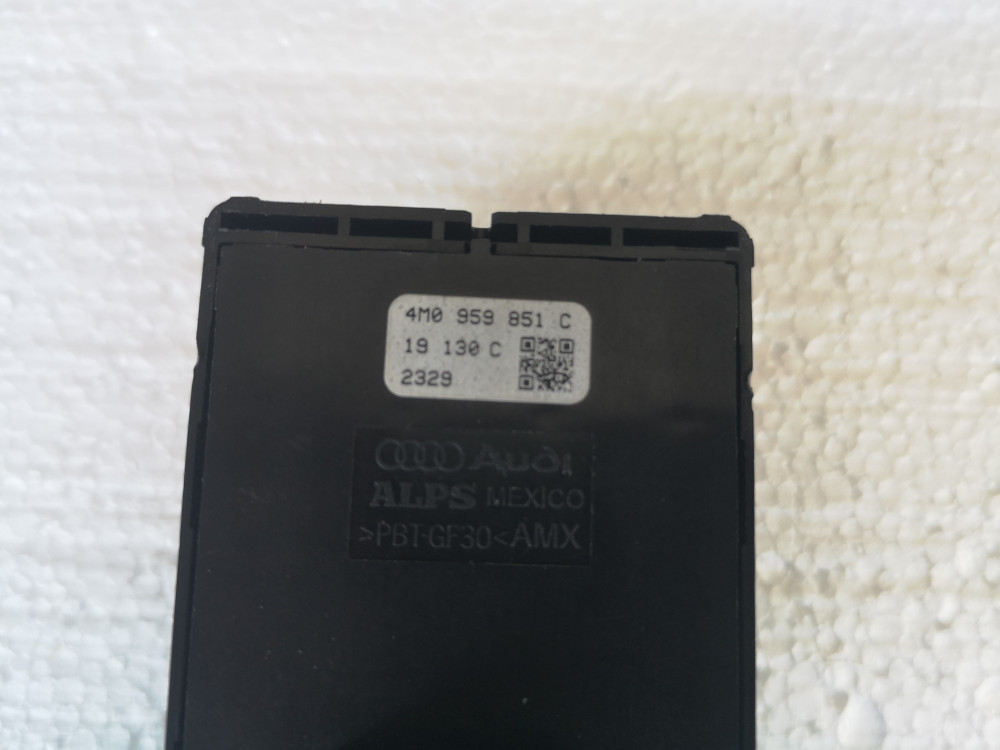 4M0 959 851 C
19 130 C
2329
Audi
ALPS MEXICO
>PBT-GF30<AMX